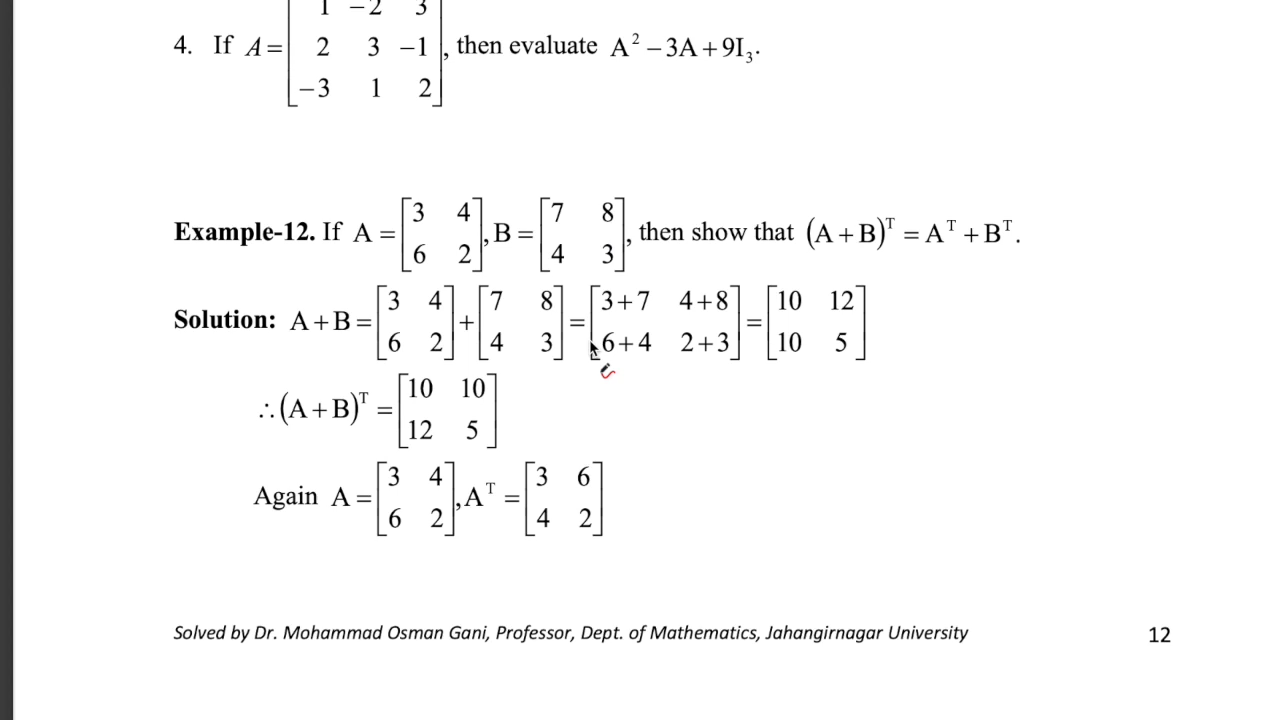 1 −2 3
4. If A = 2 3 −1 , then evaluate A² − 3A + 9I₃.
−3 1 2
Example-12. If A = [3 4; 6 2], B = [7 8; 4 3], then show that (A + B)ᵀ = Aᵀ + Bᵀ.
Solution: A + B = [3 4; 6 2] + [7 8; 4 3] = [3+7 4+8; 6+4 2+3] = [10 12; 10 5]
∴ (A + B)ᵀ = [10 10; 12 5]
Again A = [3 4; 6 2], Aᵀ = [3 6; 4 2]
Solved by Dr. Mohammad Osman Gani, Professor, Dept. of Mathematics, Jahangirnagar University 12